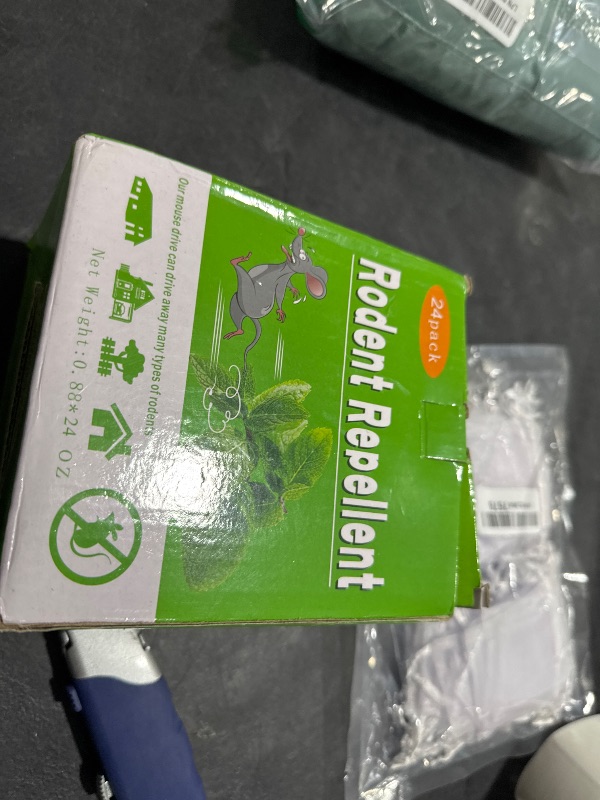 24pack
Rodent Repellent
Our mouse drive can drive away many types of rodents
Net Weight:0.88*24 OZ